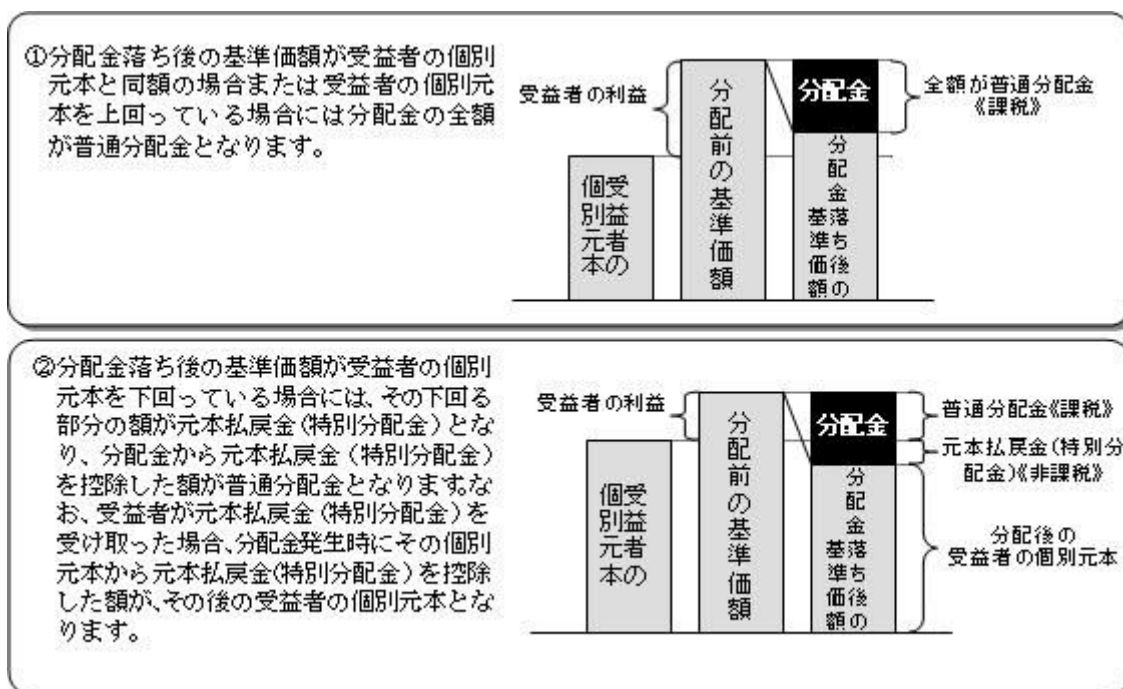 ①分配金落ち後の基準価額が受益者の個別
元本と同額の場合または受益者の個別元
本を上回っている場合には分配金の全額
が普通分配金となります。
受益者の利益
個別元本の
受益者
分配前の基準価額
分配金
基準価額の
分配金落ち後
全額が普通分配金
《課税》
②分配金落ち後の基準価額が受益者の個別
元本を下回っている場合には、その下回る
部分の額が元本払戻金(特別分配金)とな
り、分配金から元本払戻金(特別分配金)
を控除した額が普通分配金となります。な
お、受益者が元本払戻金(特別分配金)を
受け取った場合、分配金発生時にその個別
元本から元本払戻金(特別分配金)を控除
した額が、その後の受益者の個別元本とな
ります。
受益者の利益
受益者の
個別元本
分配前の基準価額
分配金
分配金落ち後の
基準価額
普通分配金《課税》
元本払戻金(特別分
配金)《非課税》
分配後の
受益者の個別元本